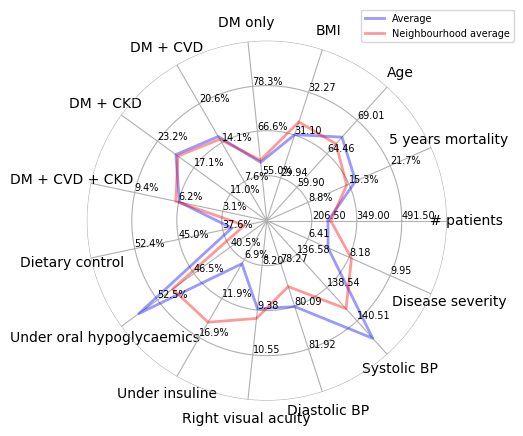 Average
Neighbourhood average
DM only
BMI
DM + CVD
Age
DM + CKD
5 years mortality
DM + CVD + CKD
# patients
Dietary control
Disease severity
Under oral hypoglycaemics
Systolic BP
Under insuline
Diastolic BP
Right visual acuity
78.3%
66.6%
55.0%
32.27
31.10
29.94
69.01
64.46
59.90
21.7%
15.3%
8.8%
206.50
349.00
491.50
6.41
8.18
9.95
136.58
138.54
140.51
78.27
80.09
81.92
8.20
9.38
10.55
6.9%
11.9%
16.9%
40.5%
46.5%
52.5%
37.6%
45.0%
52.4%
3.1%
6.2%
9.4%
11.0%
17.1%
23.2%
7.6%
14.1%
20.6%